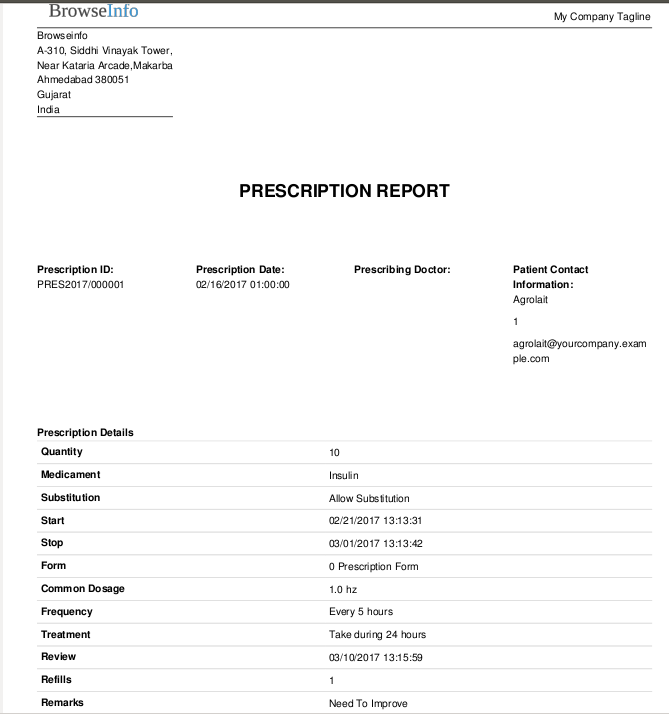 BrowseInfo
My Company Tagline
Browseinfo
A-310, Siddhi Vinayak Tower,
Near Kataria Arcade,Makarba
Ahmedabad 380051
Gujarat
India
PRESCRIPTION REPORT
Prescription ID:
PRES2017/000001
Prescription Date:
02/16/2017 01:00:00
Prescribing Doctor:
Patient Contact
Information:
Agrolait
1
agrolait@yourcompany.exam
ple.com
Prescription Details
Quantity 10
Medicament Insulin
Substitution Allow Substitution
Start 02/21/2017 13:13:31
Stop 03/01/2017 13:13:42
Form 0 Prescription Form
Common Dosage 1.0 hz
Frequency Every 5 hours
Treatment Take during 24 hours
Review 03/10/2017 13:15:59
Refills 1
Remarks Need To Improve